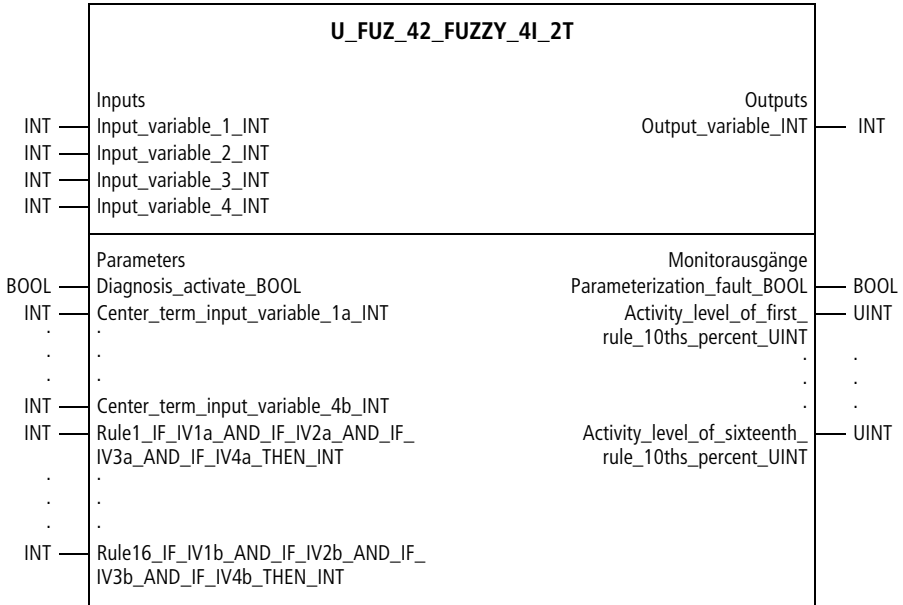 U_FUZ_42_FUZZY_4I_2T
Inputs Outputs
INT Input_variable_1_INT Output_variable_INT INT
INT Input_variable_2_INT
INT Input_variable_3_INT
INT Input_variable_4_INT
Parameters Monitorausgänge
BOOL Diagnosis_activate_BOOL Parameterization_fault_BOOL BOOL
INT Center_term_input_variable_1a_INT Activity_level_of_first_ UINT
rule_10ths_percent_UINT
. . . .
. . . .
. . . .
INT Center_term_input_variable_4b_INT
INT Rule1_IF_IV1a_AND_IF_IV2a_AND_IF_ Activity_level_of_sixteenth_ UINT
IV3a_AND_IF_IV4a_THEN_INT rule_10ths_percent_UINT
. .
. .
. .
INT Rule16_IF_IV1b_AND_IF_IV2b_AND_IF_
IV3b_AND_IF_IV4b_THEN_INT